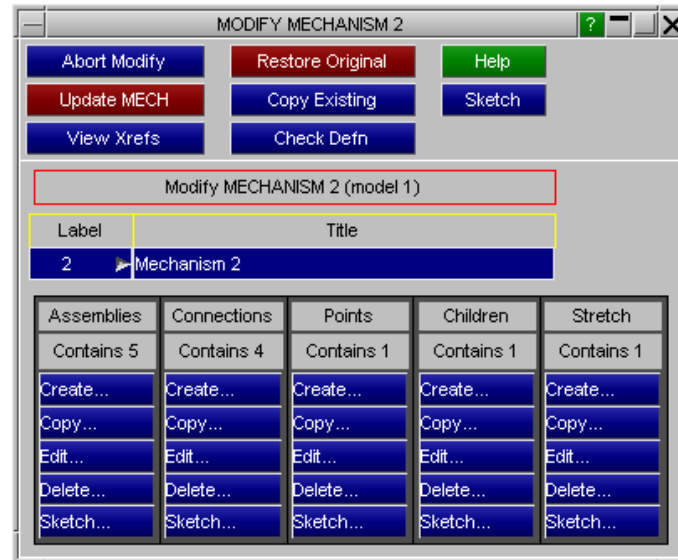 MODIFY MECHANISM 2 ?
Abort Modify Restore Original Help
Update MECH Copy Existing Sketch
View Xrefs Check Defn
Modify MECHANISM 2 (model 1)
Label Title
2 Mechanism 2
Assemblies Connections Points Children Stretch
Contains 5 Contains 4 Contains 1 Contains 1 Contains 1
Create... Create... Create... Create... Create...
Copy... Copy... Copy... Copy... Copy...
Edit... Edit... Edit... Edit... Edit...
Delete... Delete... Delete... Delete... Delete...
Sketch... Sketch... Sketch... Sketch... Sketch...